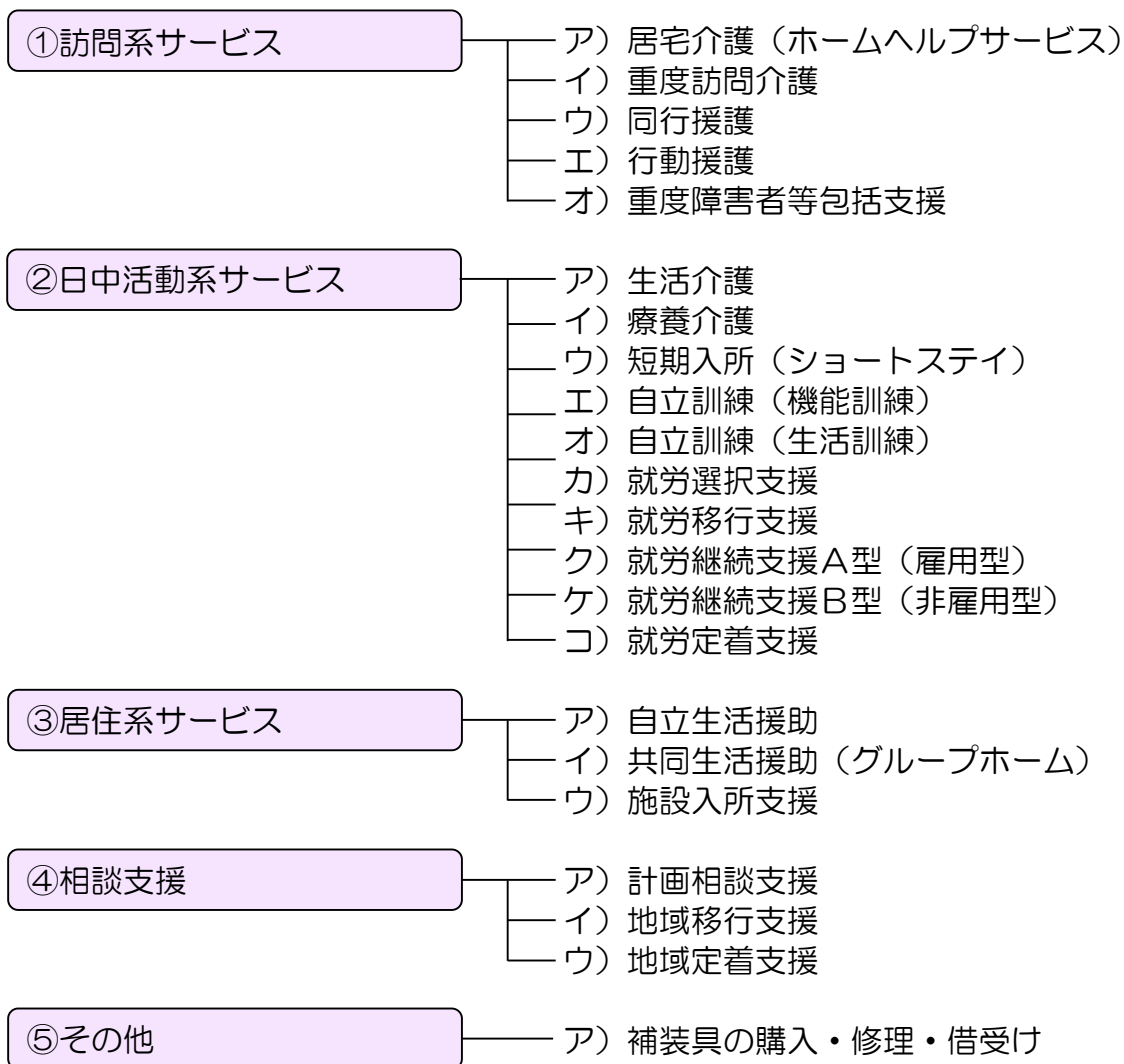 ①訪問系サービス
ア）居宅介護（ホームヘルプサービス）
イ）重度訪問介護
ウ）同行援護
エ）行動援護
オ）重度障害者等包括支援
②日中活動系サービス
ア）生活介護
イ）療養介護
ウ）短期入所（ショートステイ）
エ）自立訓練（機能訓練）
オ）自立訓練（生活訓練）
カ）就労選択支援
キ）就労移行支援
ク）就労継続支援Ａ型（雇用型）
ケ）就労継続支援Ｂ型（非雇用型）
コ）就労定着支援
③居住系サービス
ア）自立生活援助
イ）共同生活援助（グループホーム）
ウ）施設入所支援
④相談支援
ア）計画相談支援
イ）地域移行支援
ウ）地域定着支援
⑤その他
ア）補装具の購入・修理・借受け